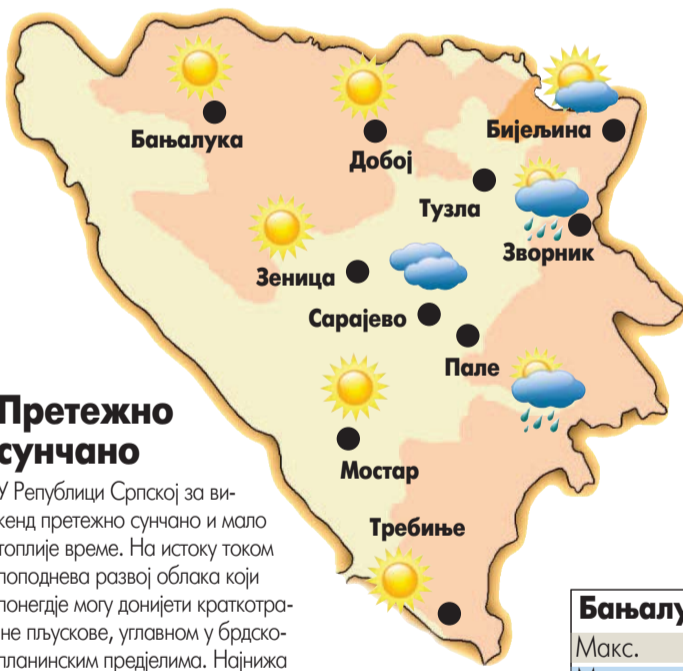 Бањалука
Добој
Бијељина
Тузла
Зворник
Зеница
Сарајево
Пале
Мостар
Требиње
Претежно
сунчано
У Републици Српској за ви-
кенд претежно сунчано и мало
топлије време. На истоку током
поподнева развој облака који
понегдје могу донијети краткотра-
јне пљускове, углавном у брдско-
планинским предјелима. Најнижа
Бањалу
Макс.